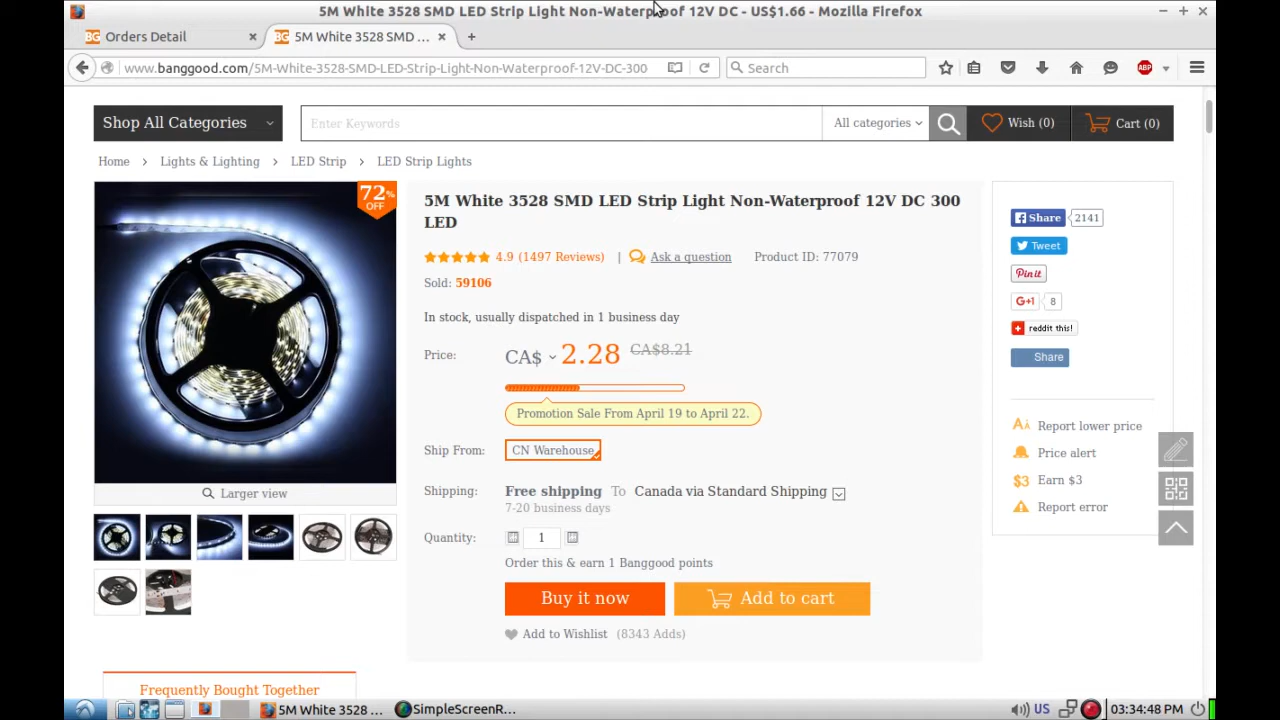 5M White 3528 SMD LED Strip Light Non-Waterproof 12V DC - US$1.66 - Mozilla Firefox
BG Orders Detail
BG 5M White 3528 SMD ...
www.banggood.com/5M-White-3528-SMD-LED-Strip-Light-Non-Waterproof-12V-DC-300
Search
ABP
Shop All Categories
Enter Keywords
All categories
Wish (0)
Cart (0)
Home > Lights & Lighting > LED Strip > LED Strip Lights
72% OFF
5M White 3528 SMD LED Strip Light Non-Waterproof 12V DC 300
LED
4.9 (1497 Reviews) | Ask a question Product ID: 77079
Sold: 59106
In stock, usually dispatched in 1 business day
Price: CA$ 2.28 CA$8.21
Promotion Sale From April 19 to April 22.
Ship From: CN Warehouse
Shipping: Free shipping To Canada via Standard Shipping
7-20 business days
Quantity: 1
Order this & earn 1 Banggood points
Buy it now
Add to cart
Add to Wishlist (8343 Adds)
Larger view
Share 2141
Tweet
Pin it
G+1 8
reddit this!
Share
Report lower price
Price alert
$3 Earn $3
Report error
Frequently Bought Together
5M White 3528 ...
SimpleScreenR...
US
03:34:48 PM